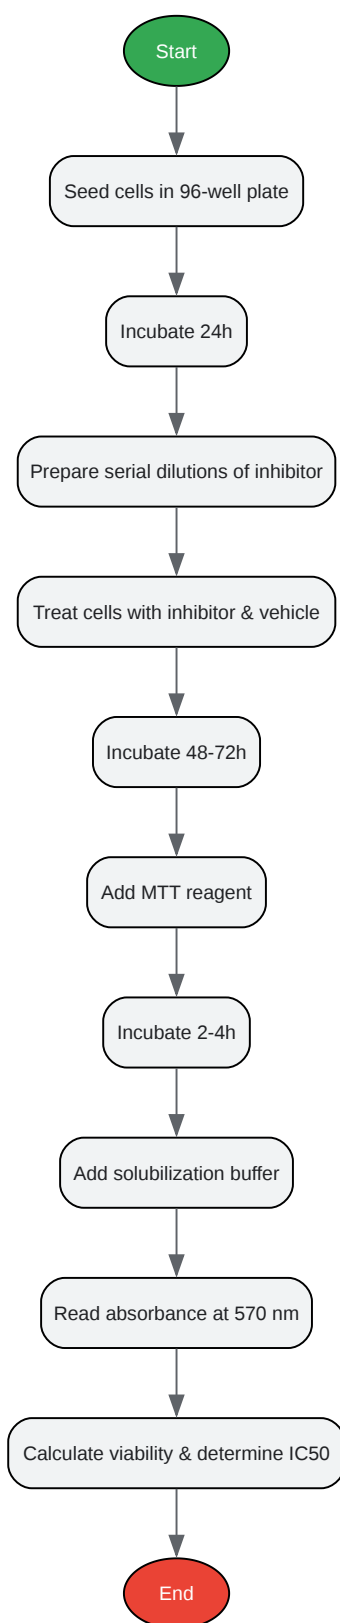 Start
Seed cells in 96-well plate
Incubate 24h
Prepare serial dilutions of inhibitor
Treat cells with inhibitor & vehicle
Incubate 48-72h
Add MTT reagent
Incubate 2-4h
Add solubilization buffer
Read absorbance at 570 nm
Calculate viability & determine IC50
End